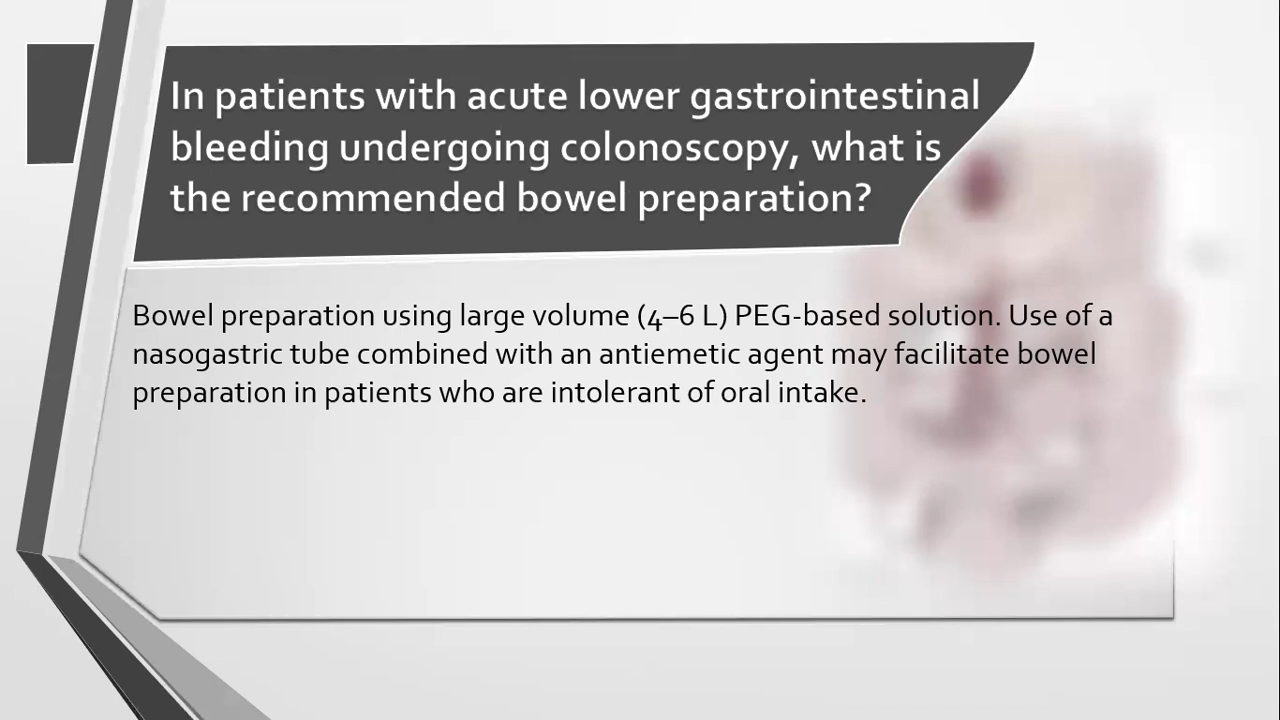 In patients with acute lower gastrointestinal
bleeding undergoing colonoscopy, what is
the recommended bowel preparation?
Bowel preparation using large volume (4–6 L) PEG-based solution. Use of a
nasogastric tube combined with an antiemetic agent may facilitate bowel
preparation in patients who are intolerant of oral intake.